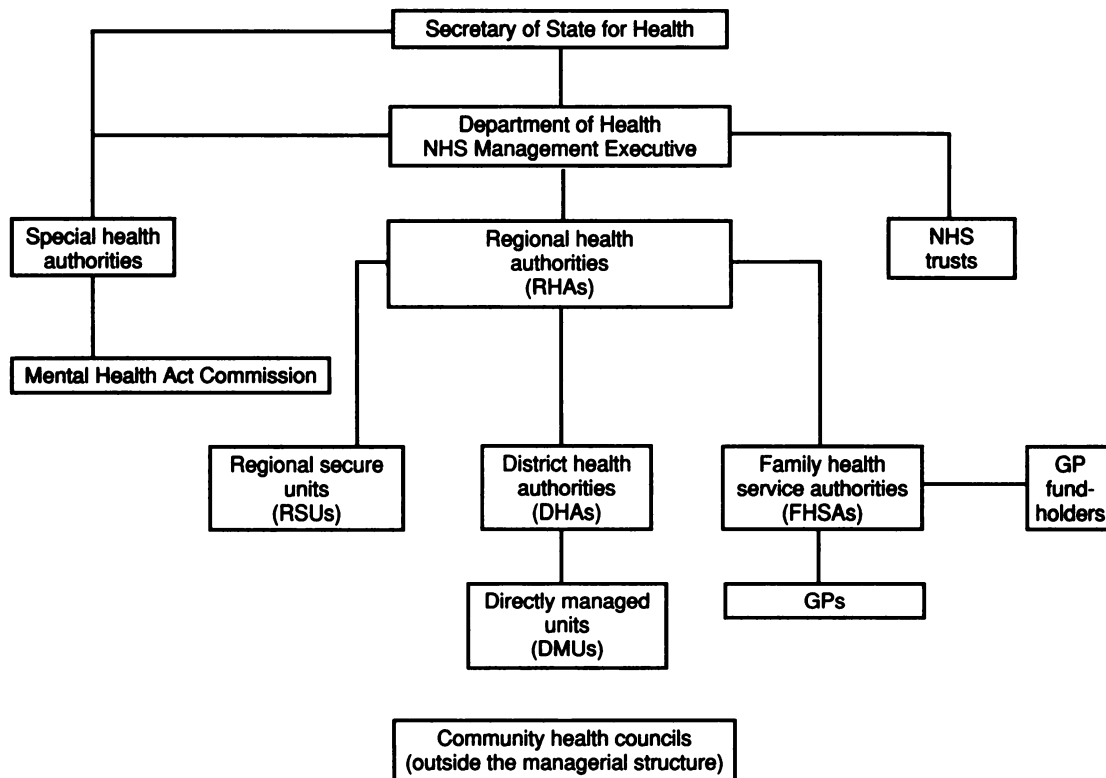 Secretary of State for Health
Department of Health
NHS Management Executive
Special health
authorities
Regional health
authorities
(RHAs)
NHS
trusts
Mental Health Act Commission
Regional secure
units
(RSUs)
District health
authorities
(DHAs)
Family health
service authorities
(FHSAs)
GP
fund-
holders
Directly managed
units
(DMUs)
GPs
Community health councils
(outside the managerial structure)